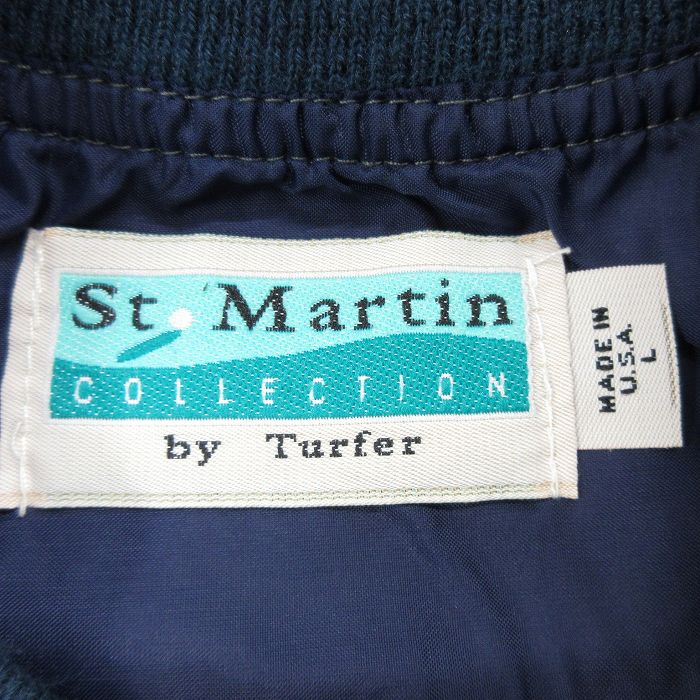 St. Martin
COLLECTION
by Turfer
MADE IN
U.S.A.
L